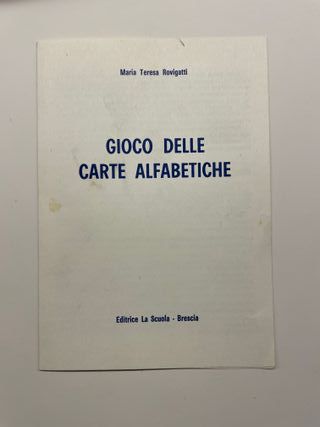 Maria Teresa Rovigatti
GIOCO DELLE
CARTE ALFABETICHE
Editrice La Scuola - Brescia